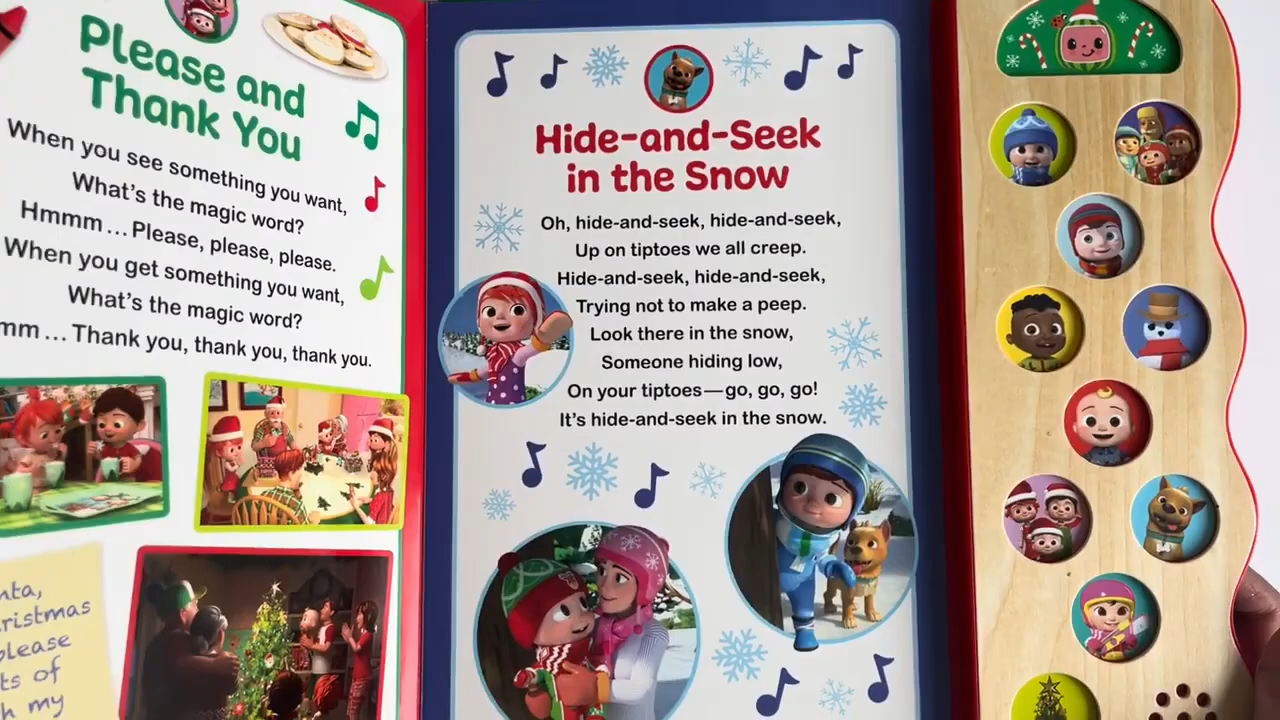 Please and
Thank You
When you see something you want,
What's the magic word?
Hmmm...Please, please, please.
When you get something you want,
What's the magic word?
mm...Thank you, thank you, thank you.
nta,
ristmas
please
ts of
h my
Hide-and-Seek
in the Snow
Oh, hide-and-seek, hide-and-seek,
Up on tiptoes we all creep.
Hide-and-seek, hide-and-seek,
Trying not to make a peep.
Look there in the snow,
Someone hiding low,
On your tiptoes—go, go, go!
It's hide-and-seek in the snow.